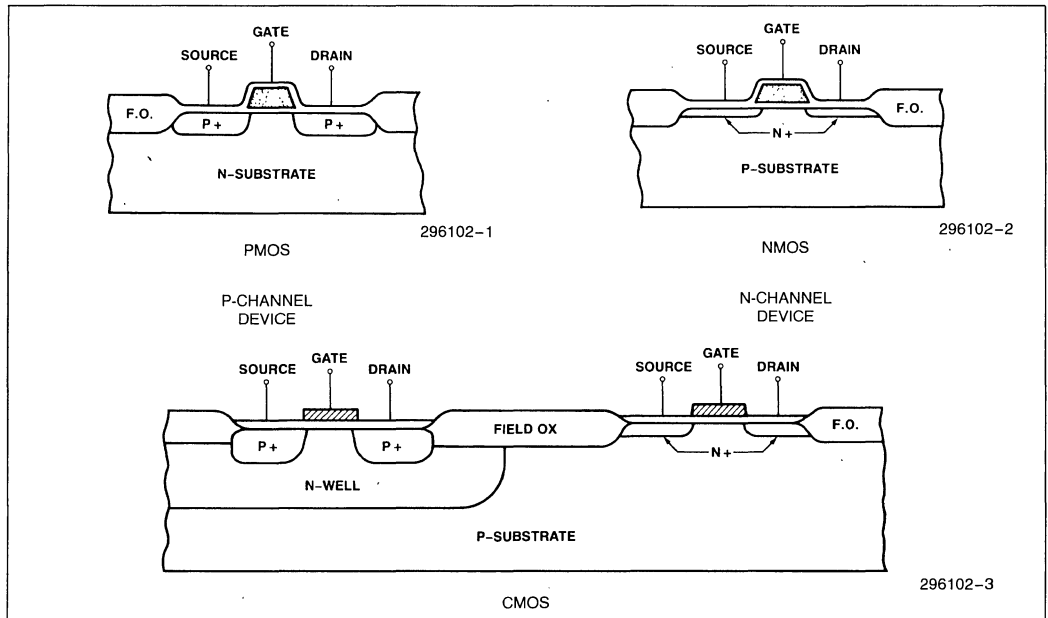 GATE
SOURCE
DRAIN
F.O.
P+
P+
N-SUBSTRATE
296102-1
PMOS
GATE
SOURCE
DRAIN
N+
F.O.
P-SUBSTRATE
296102-2
NMOS
P-CHANNEL
DEVICE
N-CHANNEL
DEVICE
SOURCE
GATE
DRAIN
P+
P+
FIELD OX
N-WELL
SOURCE
GATE
DRAIN
N+
F.O.
P-SUBSTRATE
296102-3
CMOS